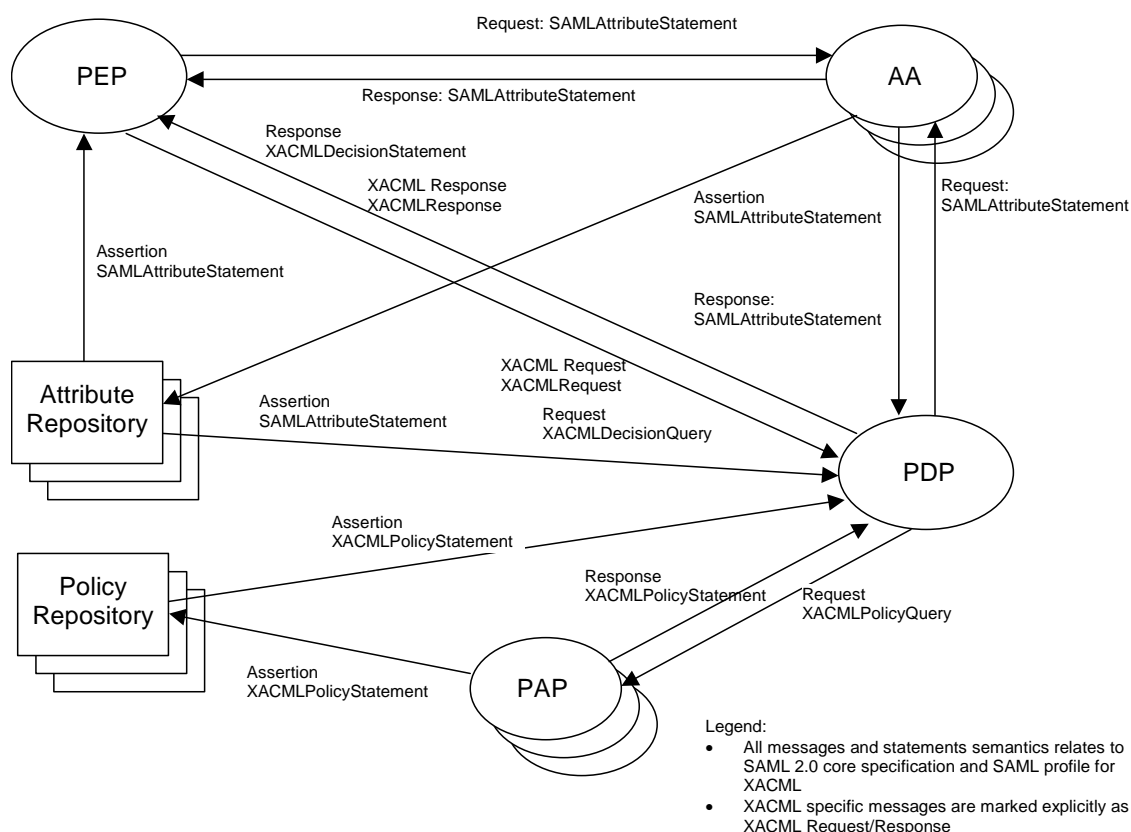 Request: SAMLAttributeStatement
PEP
AA
Response: SAMLAttributeStatement
Response
XACMLDecisionStatement
XACML Response
XACMLResponse
Assertion
SAMLAttributeStatement
Request:
SAMLAttributeStatement
Assertion
SAMLAttributeStatement
Response:
SAMLAttributeStatement
Attribute
Repository
XACML Request
XACMLRequest
Assertion
SAMLAttributeStatement
Request
XACMLDecisionQuery
PDP
Assertion
XACMLPolicyStatement
Policy
Repository
Response
XACMLPolicyStatement
Request
XACMLPolicyQuery
Assertion
XACMLPolicyStatement
PAP
Legend:
• All messages and statements semantics relates to
SAML 2.0 core specification and SAML profile for
XACML
• XACML specific messages are marked explicitly as
XACML Request/Response